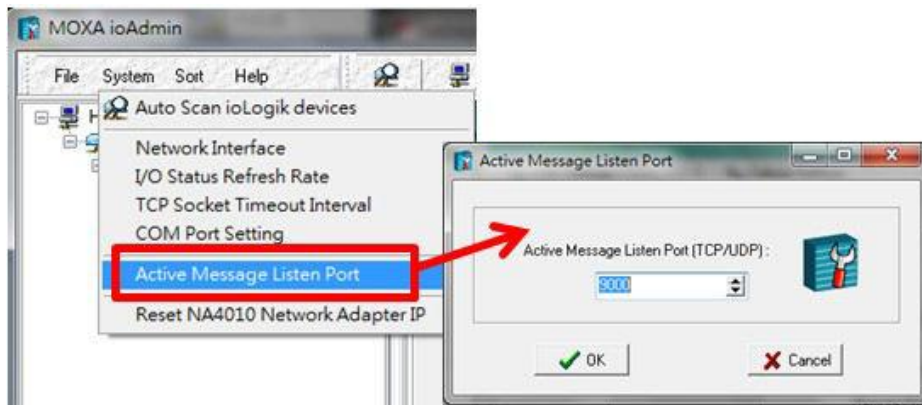 MOXA ioAdmin
File System Sort Help
H
Auto Scan ioLogik devices
Network Interface
I/O Status Refresh Rate
TCP Socket Timeout Interval
COM Port Setting
Active Message Listen Port
Reset NA4010 Network Adapter IP
Active Message Listen Port
Active Message Listen Port (TCP/UDP) :
9000
OK Cancel